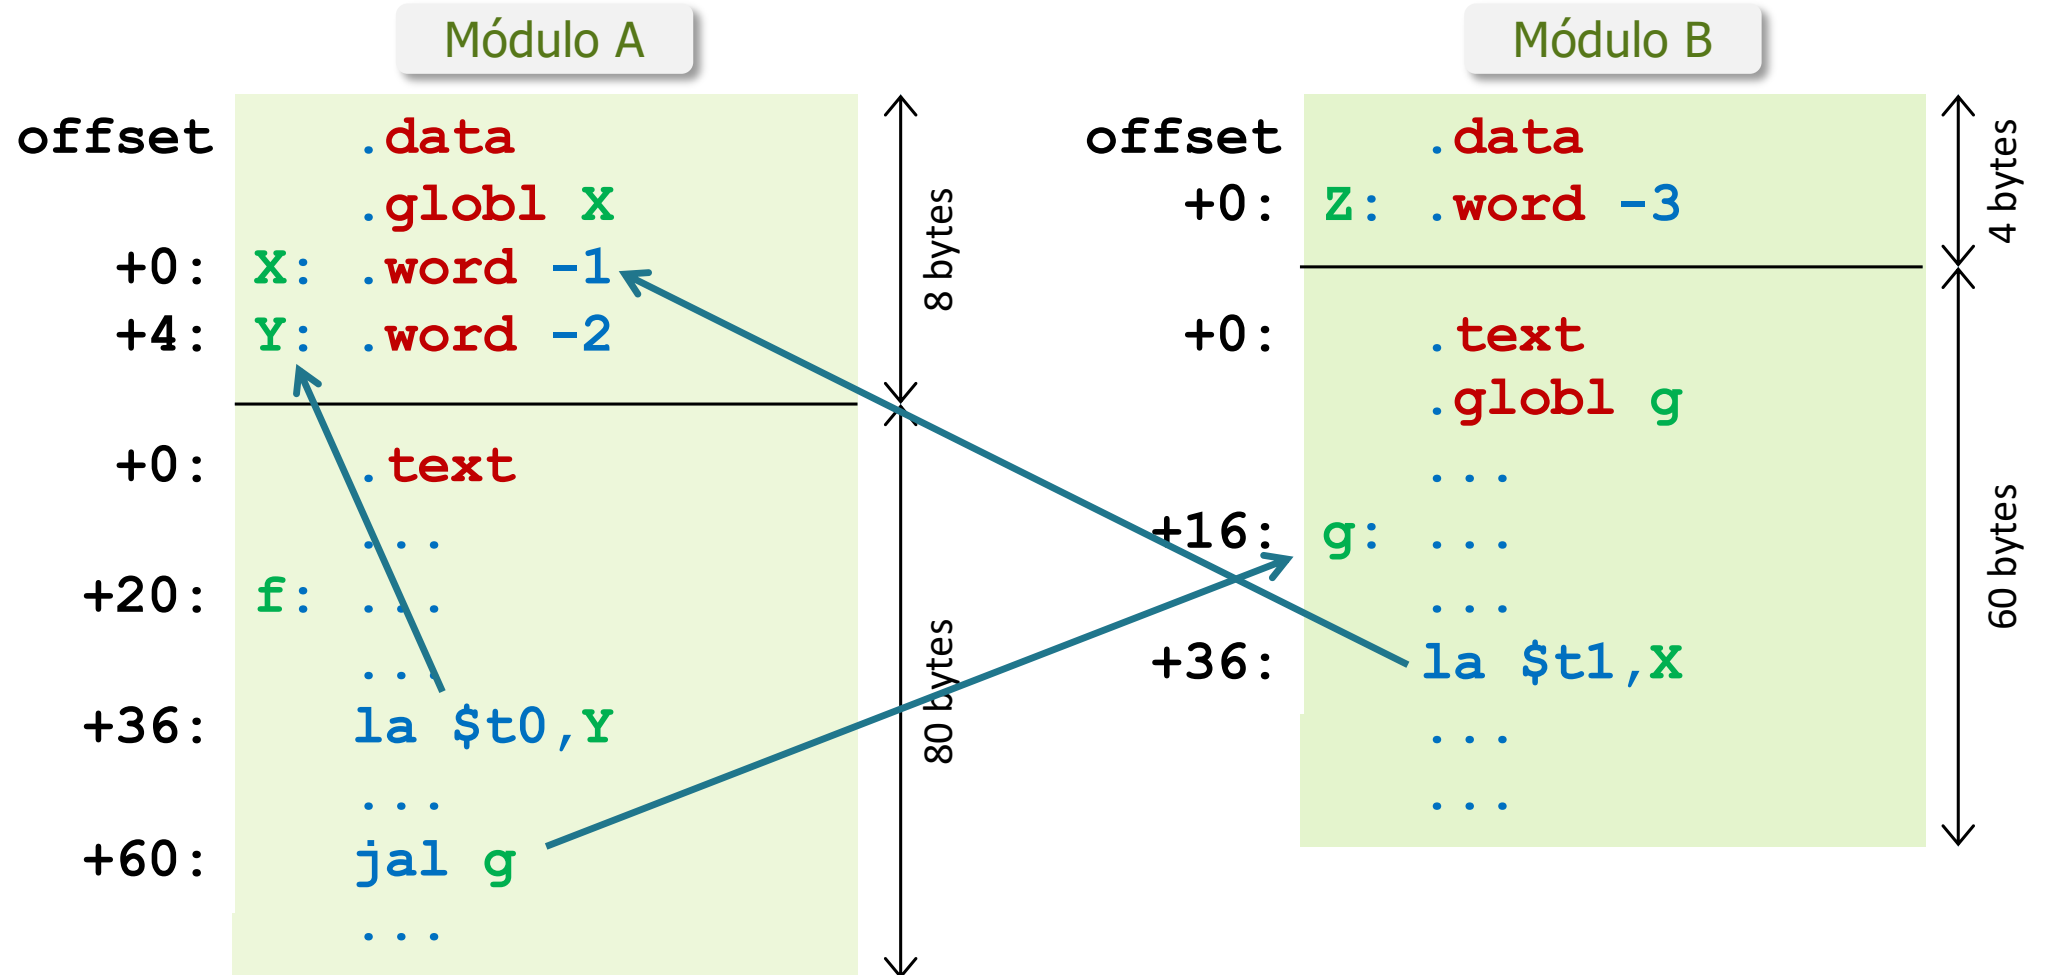 Módulo A
offset .data
.globl X
+0: X: .word -1
+4: Y: .word -2
8 bytes
+0: .text
...
+20: f: ...
...
+36: la $t0,Y
...
+60: jal g
...
80 bytes
Módulo B
offset .data
+0: Z: .word -3
4 bytes
+0: .text
.globl g
...
+16: g: ...
...
+36: la $t1,X
...
...
60 bytes